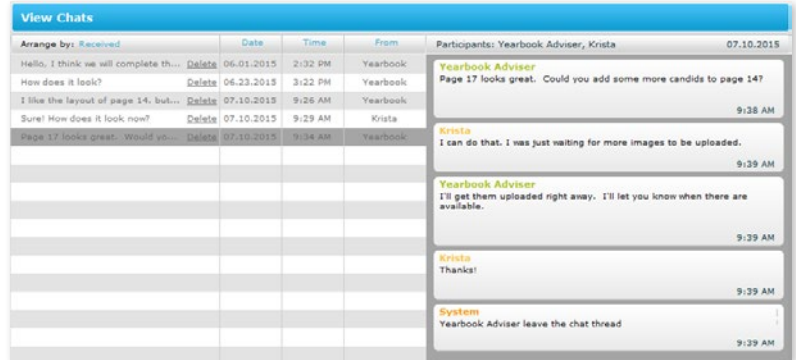 View Chats
Arrange by: Received Date Time From
Hello, I think we will complete th... Delete 06.01.2015 2:32 PM Yearbook
How does it look? Delete 06.23.2015 3:22 PM Yearbook
I like the layout of page 14, but... Delete 07.10.2015 9:26 AM Yearbook
Sure! How does it look now? Delete 07.10.2015 9:29 AM Krista
Page 17 looks great. Would yo... Delete 07.10.2015 9:34 AM Yearbook
Participants: Yearbook Adviser, Krista 07.10.2015
Yearbook Adviser
Page 17 looks great. Could you add some more candids to page 14?
9:38 AM
Krista
I can do that. I was just waiting for more images to be uploaded.
9:39 AM
Yearbook Adviser
I'll get them uploaded right away. I'll let you know when there are
available.
9:39 AM
Krista
Thanks!
9:39 AM
System
Yearbook Adviser leave the chat thread
9:39 AM